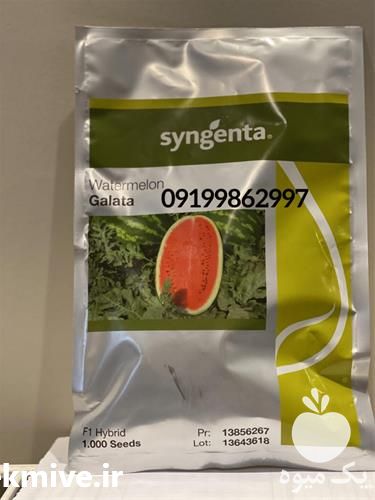 syngenta®
Watermelon
Galata
09199862997
F1 Hybrid
1.000 Seeds
Pr: 13856267
Lot: 13643618
kmive.ir
یک میوه